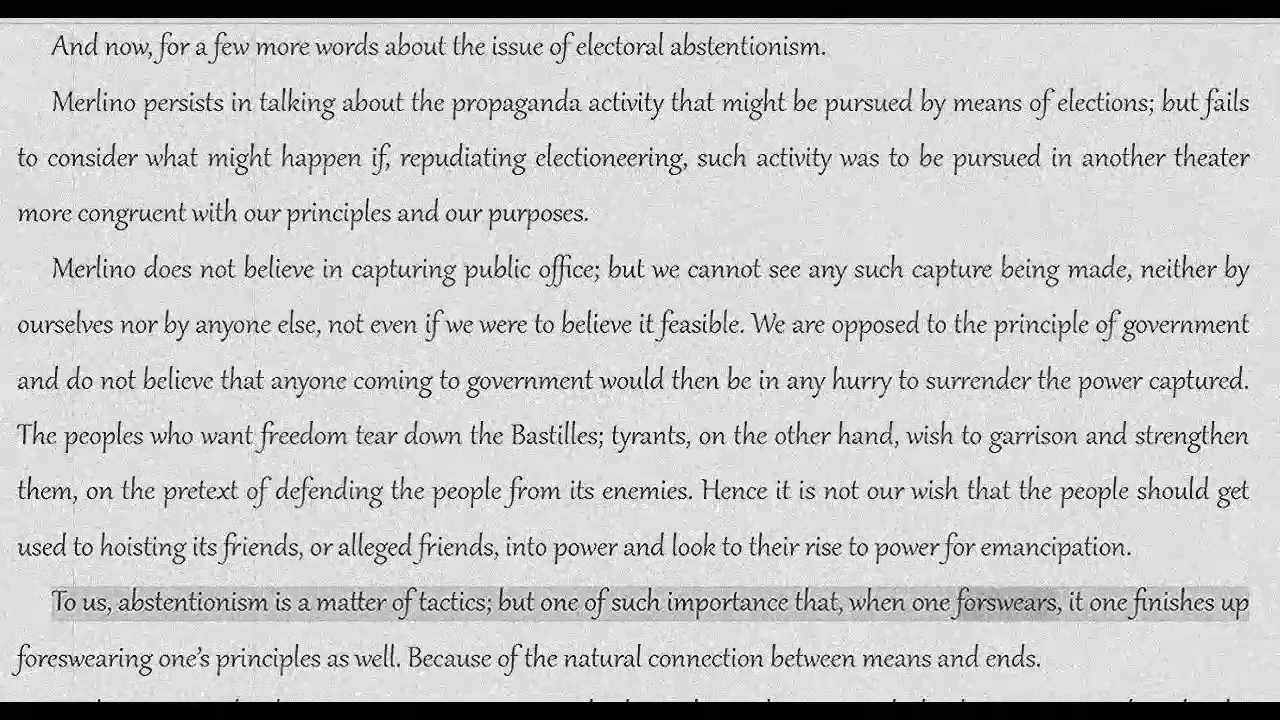 And now, for a few more words about the issue of electoral abstentionism.
Merlino persists in talking about the propaganda activity that might be pursued by means of elections; but fails
to consider what might happen if, repudiating electioneering, such activity was to be pursued in another theater
more congruent with our principles and our purposes.
Merlino does not believe in capturing public office; but we cannot see any such capture being made, neither by
ourselves nor by anyone else, not even if we were to believe it feasible. We are opposed to the principle of government
and do not believe that anyone coming to government would then be in any hurry to surrender the power captured.
The peoples who want freedom tear down the Bastilles; tyrants, on the other hand, wish to garrison and strengthen
them, on the pretext of defending the people from its enemies. Hence it is not our wish that the people should get
used to hoisting its friends, or alleged friends, into power and look to their rise to power for emancipation.
To us, abstentionism is a matter of tactics; but one of such importance that, when one forswears, it one finishes up
foreswearing one's principles as well. Because of the natural connection between means and ends.